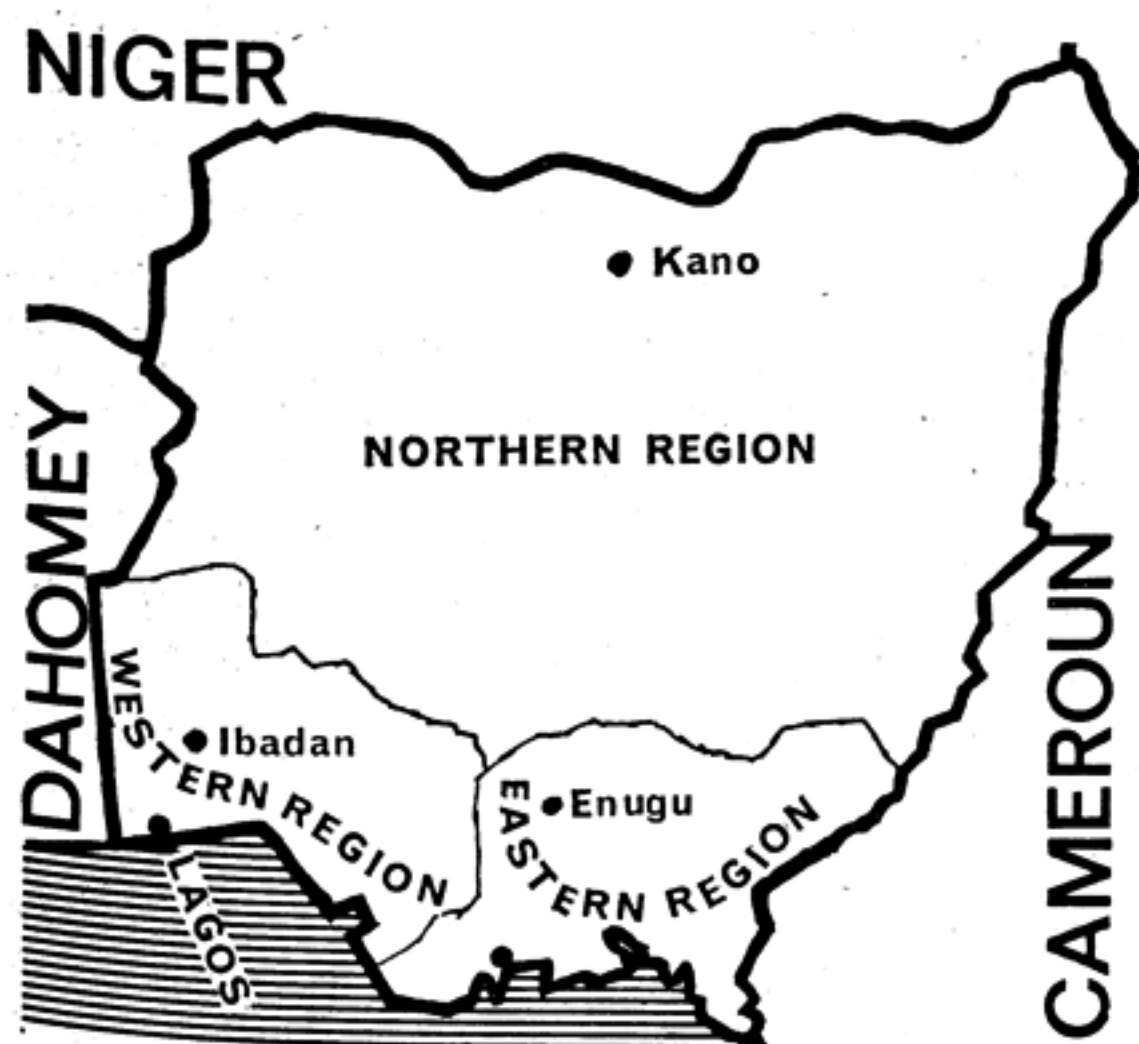 NIGER
Kano
NORTHERN REGION
DAHOMEY
CAMEROUN
WESTERN REGION
Ibadan
EASTERN REGION
Enugu
LAGOS